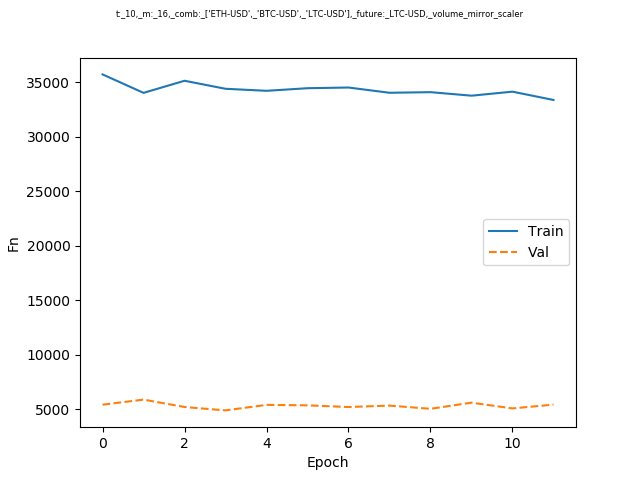 t:_10,_m:_16,_comb:_['ETH-USD',_'BTC-USD',_'LTC-USD'],_future:_LTC-USD,_volume_mirror_scaler
35000
30000
25000
20000
15000
10000
5000
Fn
Train
Val
0 2 4 6 8 10
Epoch